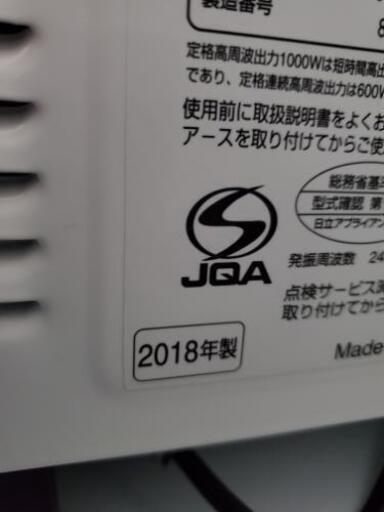 製造番号
8
定格高周波出力1000Wは短時間高出
であり、定格連続高周波出力は600W
使用前に取扱説明書をよくお
アースを取り付けてからご使
総務省基
型式確認 第
日立アプライアン
JQA
発振周波数 24
点検サービス
取り付けてから
2018年製
Made